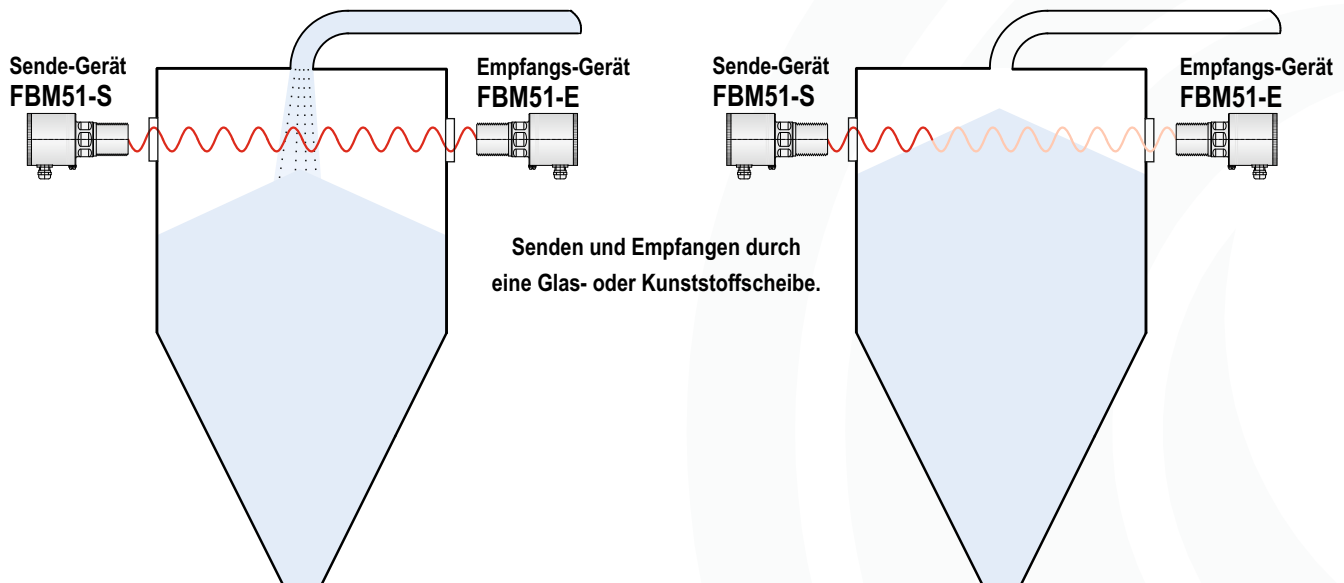 Sende-Gerät
FBM51-S
Empfangs-Gerät
FBM51-E
Sende-Gerät
FBM51-S
Empfangs-Gerät
FBM51-E
Senden und Empfangen durch
eine Glas- oder Kunststoffscheibe.